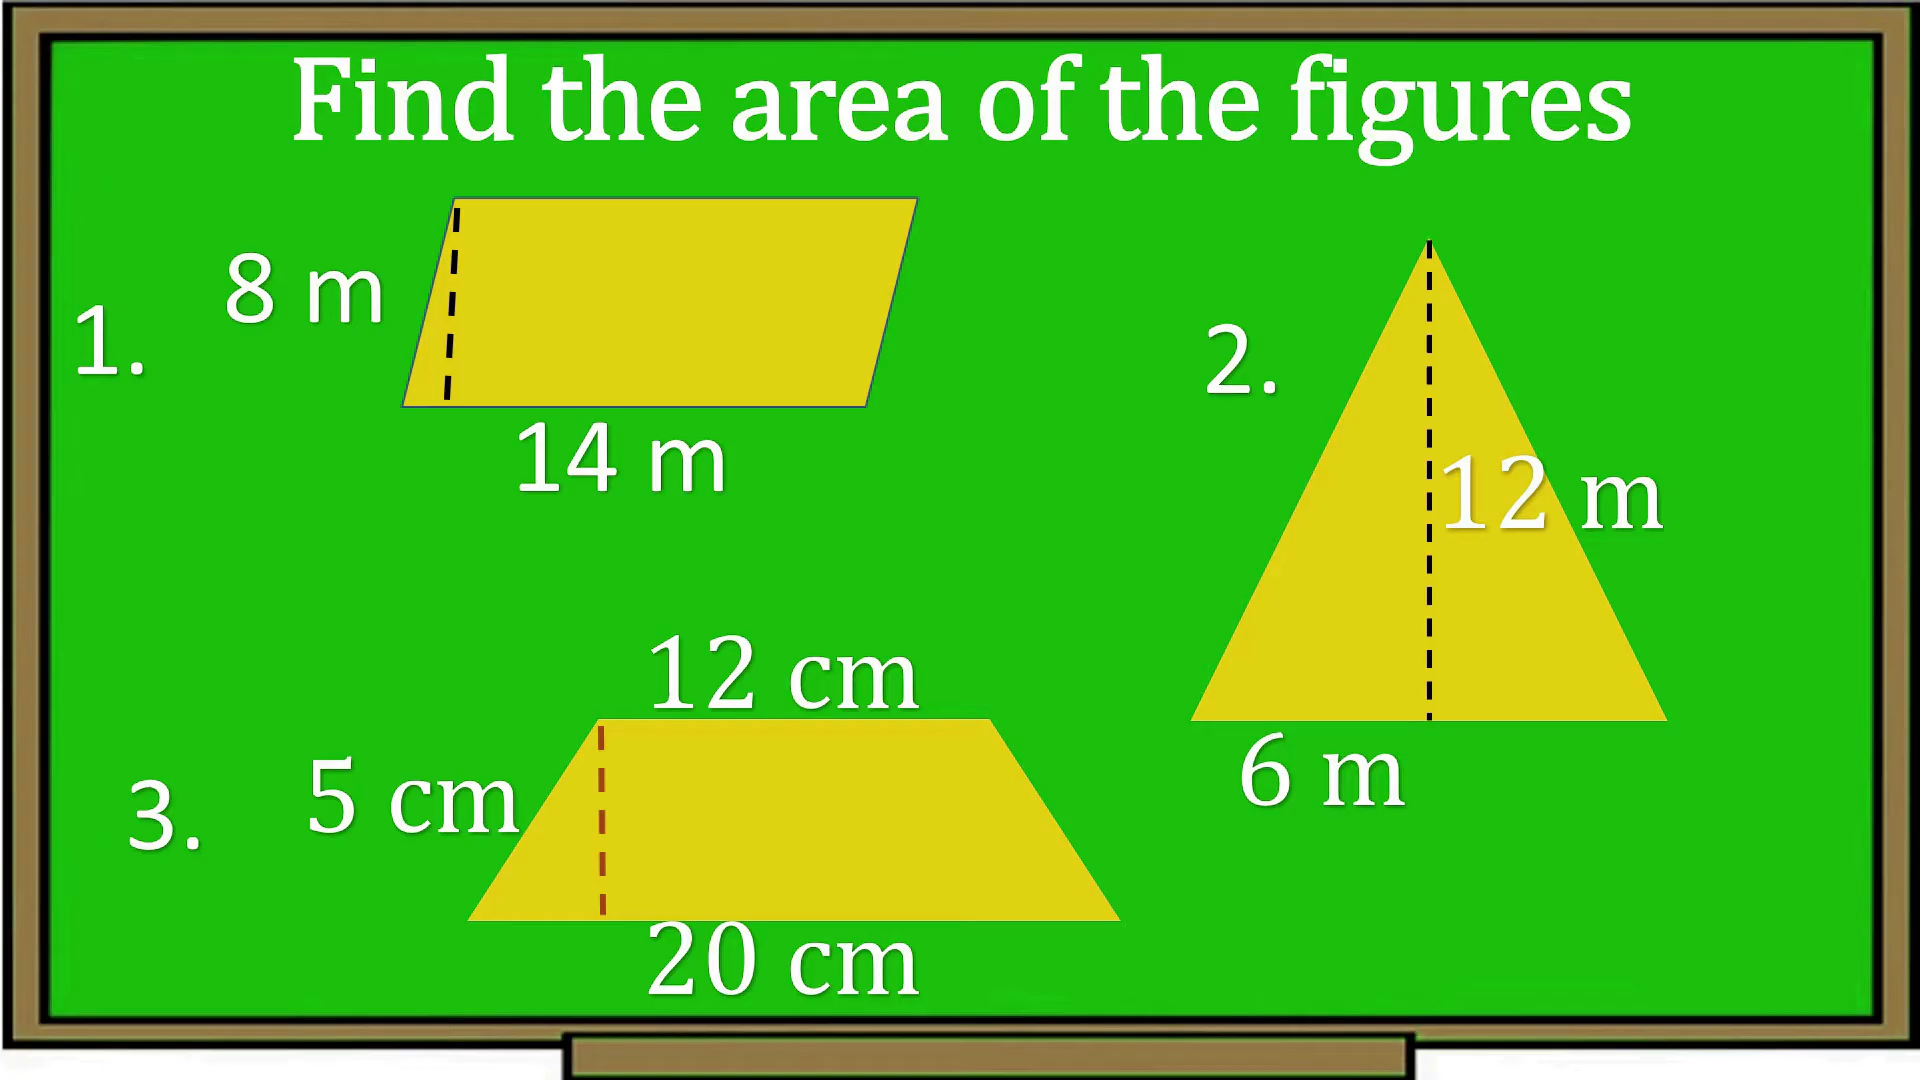 Find the area of the figures
1.
8 m
14 m
2.
12 m
6 m
3.
12 cm
5 cm
20 cm